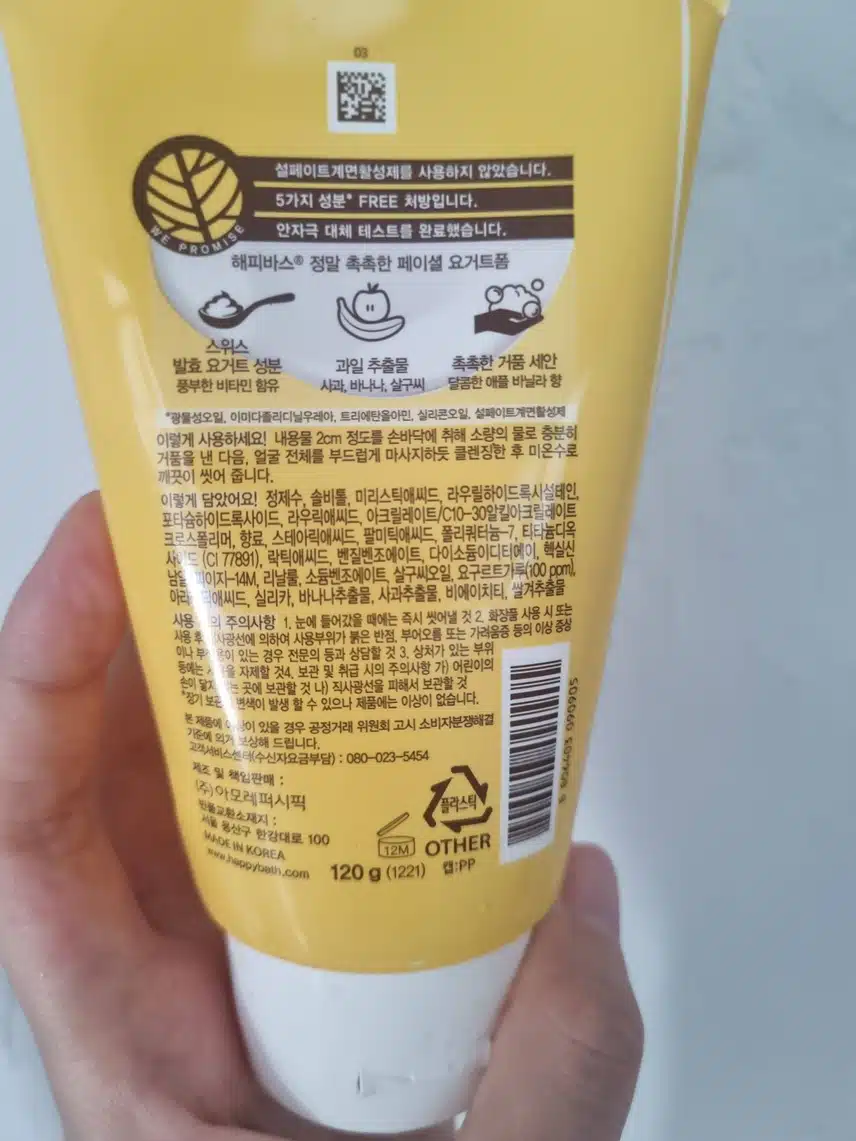 03
설페이트계면활성제를 사용하지 않았습니다.
5가지 성분* FREE 처방입니다.
안자극 대체 테스트를 완료했습니다.
WE PROMISE
해피바스® 정말 촉촉한 페이셜 요거트폼
스위스
발효 요거트 성분
풍부한 비타민 함유
과일 추출물
사과, 바나나, 살구씨
촉촉한 거품 세안
달콤한 애플 바닐라 향
*광물성오일, 이미다졸리디닐우레아, 트리에탄올아민, 실리콘오일, 설페이트계면활성제
이렇게 사용하세요! 내용물 2cm 정도를 손바닥에 취해 소량의 물로 충분히
거품을 낸 다음, 얼굴 전체를 부드럽게 마사지하듯 클렌징한 후 미온수로
깨끗이 씻어 줍니다.
이렇게 담았어요! 정제수, 솔비톨, 미리스틱애씨드, 라우릴하이드록시설테인,
포타슘하이드록사이드, 라우릭애씨드, 아크릴레이트/C10-30알킬아크릴레이트
크로스폴리머, 향료, 스테아릭애씨드, 팔미틱애씨드, 폴리쿼터늄-7, 티타늄디옥
사이드 (CI 77891), 락틱애씨드, 벤질벤조에이트, 다이소듐이디티에이, 헥실신
남알 피이지-14M, 리날룰, 소듐벤조에이트, 살구씨오일, 요구르트가루(100 ppm),
애씨드, 실리카, 바나나추출물, 사과추출물, 비에이치티, 쌀겨추출물
사용 주의사항 1. 눈에 들어갔을 때에는 즉시 씻어낼 것 2. 화장품 사용 시 또는
사용 후 의하여 사용부위가 붉은 반점, 부어오름 또는 가려움증 등의 이상 증상
이나 있는 경우 전문의 등과 상담할 것 3. 상처가 있는 부위
등에는 자제할 것4. 보관 및 취급 시의 주의사항 가) 어린이의
손이 닿지 곳에 보관할 것 나) 직사광선을 피해서 보관할 것
*장기 보관 변색이 발생 할 수 있으나 제품에는 이상이 없습니다.
본 제품에 이상이 있을 경우 공정거래 위원회 고시 소비자분쟁해결
기준에 의거 보상해 드립니다.
고객서비스센터(수신자요금부담) : 080-023-5454
제조 및 책임판매 :
(주)아모레퍼시픽
반품교환소재지 :
서울 용산구 한강대로 100
MADE IN KOREA
www.happybath.com
120 g (1221)
12M
플라스틱
OTHER
캡:PP
8 806403 090905